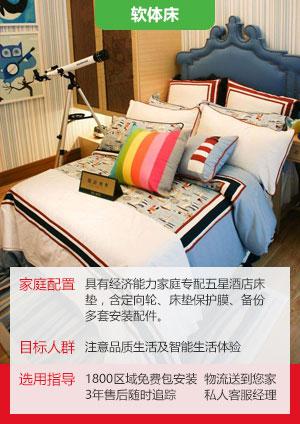 软体床
家庭配置 具有经济能力家庭专配五星酒店床
垫，含定向轮、床垫保护膜、备份
多套安装配件。
目标人群 注意品质生活及智能生活体验
选用指导 1800区域免费包安装 物流送到您家
3年售后随时追踪 私人客服经理